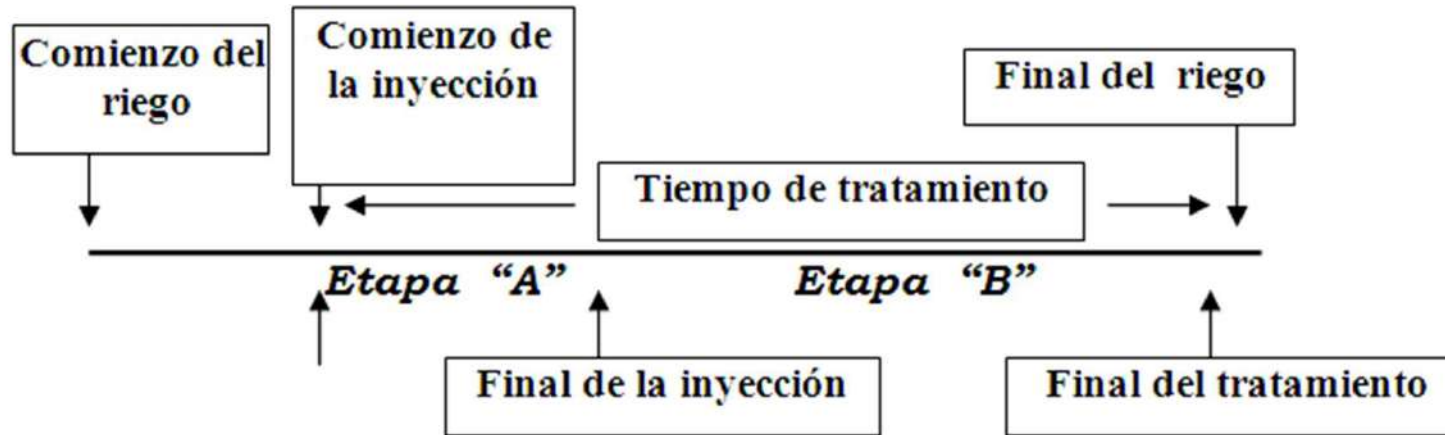 Comienzo del
riego
Comienzo de
la inyección
Final del riego
Tiempo de tratamiento
Etapa “A”
Etapa “B”
Final de la inyección
Final del tratamiento